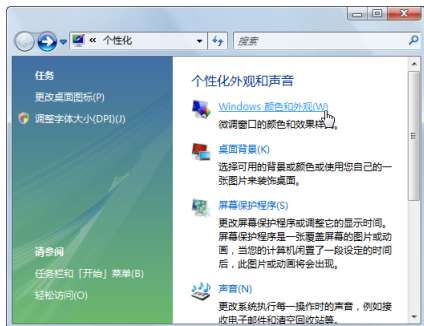 « 个性化
搜索
任务
更改桌面图标(P)
调整字体大小(DPI)(J)
请参阅
任务栏和「开始」菜单(B)
轻松访问(O)
个性化外观和声音
Windows 颜色和外观(W)
微调窗口的颜色和效果样式。
桌面背景(K)
选择可用的背景或颜色或使用您自己的一
张图片来装饰桌面。
屏幕保护程序(S)
更改屏幕保护程序或调整它的显示时间。
屏幕保护程序是一张覆盖屏幕的图片或动
画，当您的计算机闲置了一段设定的时间
后，此图片或动画将会出现。
声音(N)
更改系统执行每一操作时的声音，例如接
收电子邮件和清空回收站等。